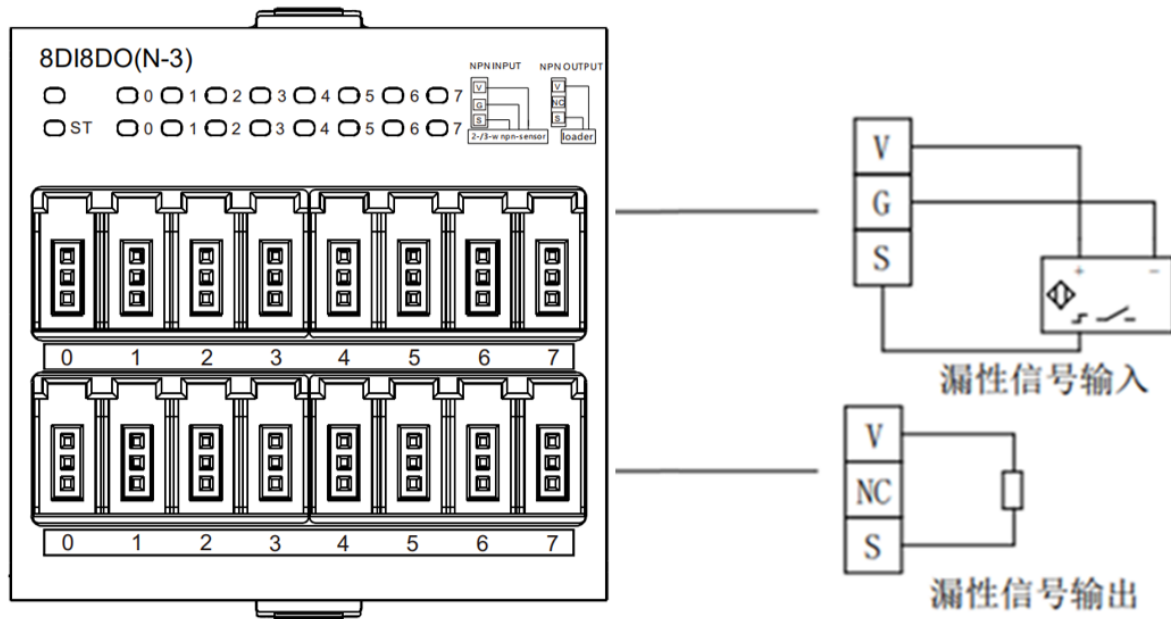 8DI8DO(N-3)
NPN INPUT
NPN OUTPUT
0 1 2 3 4 5 6 7
ST 0 1 2 3 4 5 6 7
V
G
S
2-/3-w npn-sensor
V
NC
S
loader
0 1 2 3 4 5 6 7
0 1 2 3 4 5 6 7
V
G
S
+ −
漏性信号输入
V
NC
S
漏性信号输出